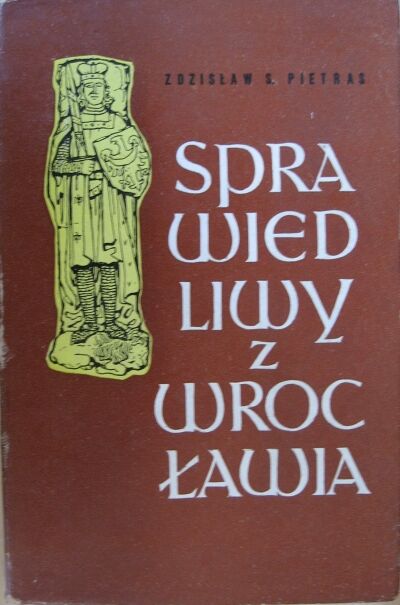 ZDZISŁAW S. PIETRAS
SPRA
WIED
LIWY
Z
WROC
ŁAWIA